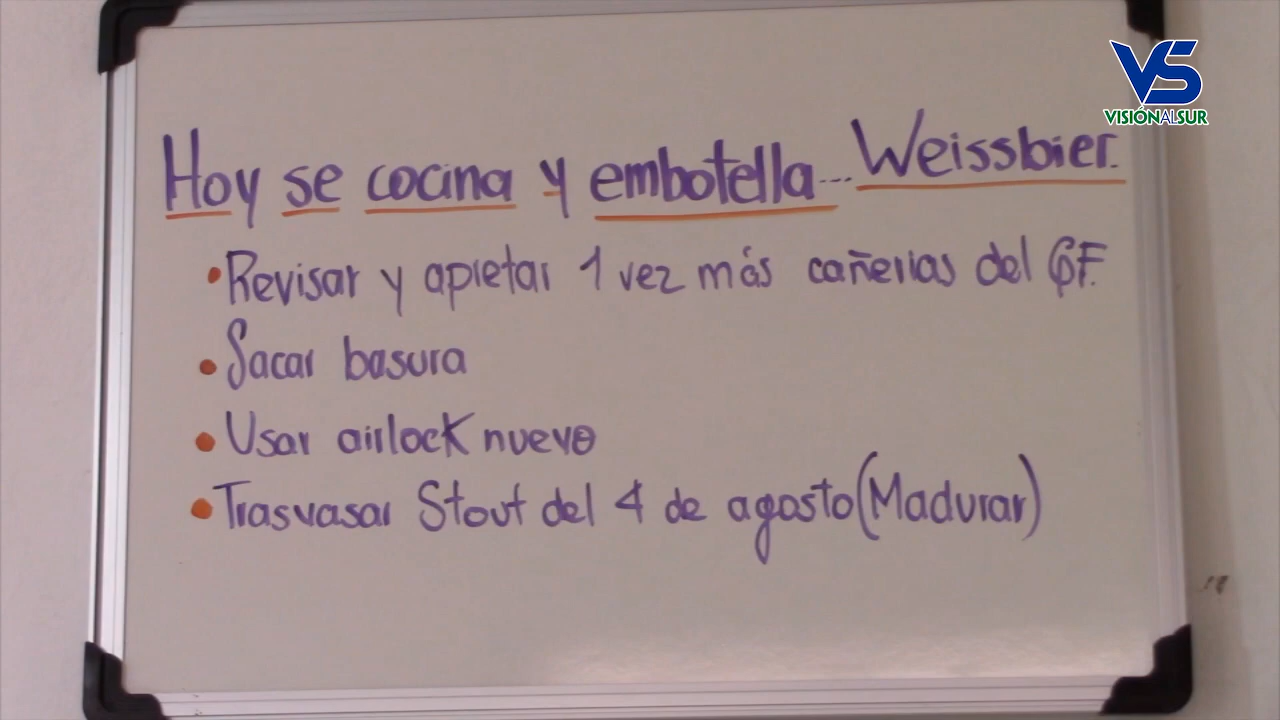 VS
VISIÓNALSUR
Hoy se cocina y embotella... Weissbier.
• Revisar y apretar 1 vez más cañerias del GF.
• Sacar basura
• Usar airlock nuevo
• Trasvasar Stout del 4 de agosto (Madurar)